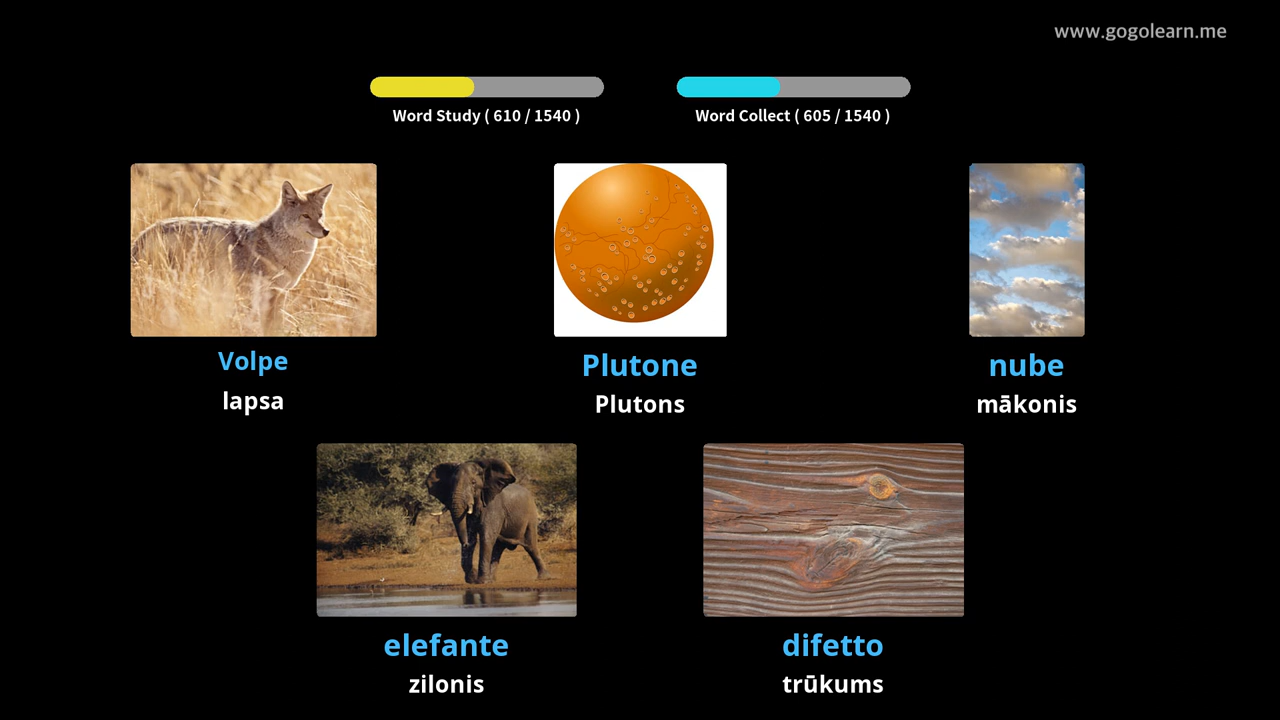 www.gogolearn.me
Word Study ( 610 / 1540 )
Word Collect ( 605 / 1540 )
Volpe
lapsa
Plutone
Plutons
nube
mākonis
elefante
zilonis
difetto
trūkums